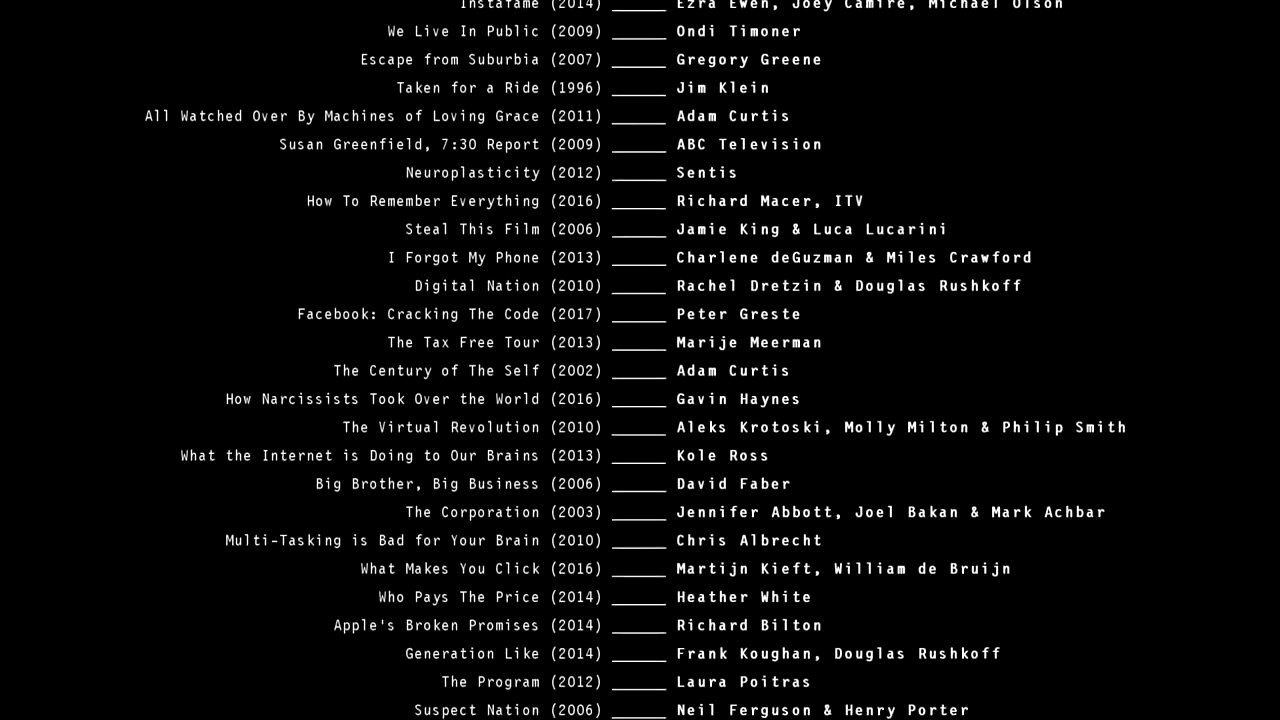 Instafame (2014) ______ Ezra Ewen, Joey Camire, Michael Olson
We Live In Public (2009) ______ Ondi Timoner
Escape from Suburbia (2007) ______ Gregory Greene
Taken for a Ride (1996) ______ Jim Klein
All Watched Over By Machines of Loving Grace (2011) ______ Adam Curtis
Susan Greenfield, 7:30 Report (2009) ______ ABC Television
Neuroplasticity (2012) ______ Sentis
How To Remember Everything (2016) ______ Richard Macer, ITV
Steal This Film (2006) ______ Jamie King & Luca Lucarini
I Forgot My Phone (2013) ______ Charlene deGuzman & Miles Crawford
Digital Nation (2010) ______ Rachel Dretzin & Douglas Rushkoff
Facebook: Cracking The Code (2017) ______ Peter Greste
The Tax Free Tour (2013) ______ Marije Meerman
The Century of The Self (2002) ______ Adam Curtis
How Narcissists Took Over the World (2016) ______ Gavin Haynes
The Virtual Revolution (2010) ______ Aleks Krotoski, Molly Milton & Philip Smith
What the Internet is Doing to Our Brains (2013) ______ Kole Ross
Big Brother, Big Business (2006) ______ David Faber
The Corporation (2003) ______ Jennifer Abbott, Joel Bakan & Mark Achbar
Multi-Tasking is Bad for Your Brain (2010) ______ Chris Albrecht
What Makes You Click (2016) ______ Martijn Kieft, William de Bruijn
Who Pays The Price (2014) ______ Heather White
Apple's Broken Promises (2014) ______ Richard Bilton
Generation Like (2014) ______ Frank Koughan, Douglas Rushkoff
The Program (2012) ______ Laura Poitras
Suspect Nation (2006) ______ Neil Ferguson & Henry Porter